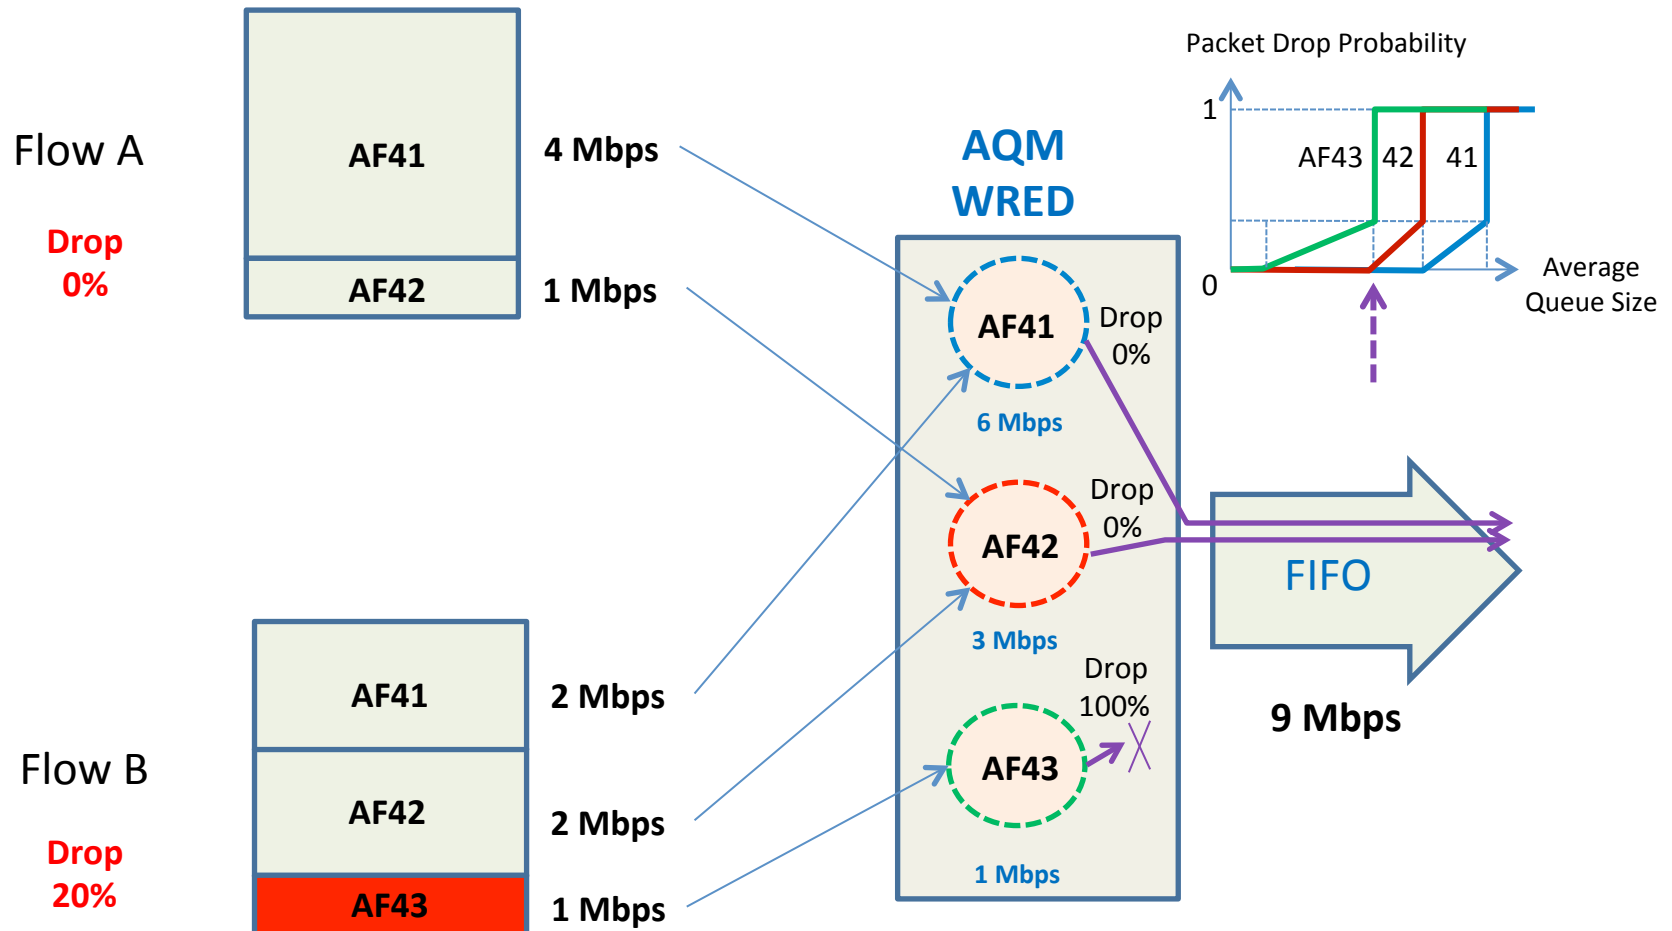 Flow A
Drop
0%
AF41
4 Mbps
AF42
1 Mbps
Flow B
Drop
20%
AF41
2 Mbps
AF42
2 Mbps
AF43
1 Mbps
AQM
WRED
AF41
Drop
0%
6 Mbps
AF42
Drop
0%
3 Mbps
AF43
Drop
100%
1 Mbps
Packet Drop Probability
1
AF43 42 41
0
Average
Queue Size
FIFO
9 Mbps